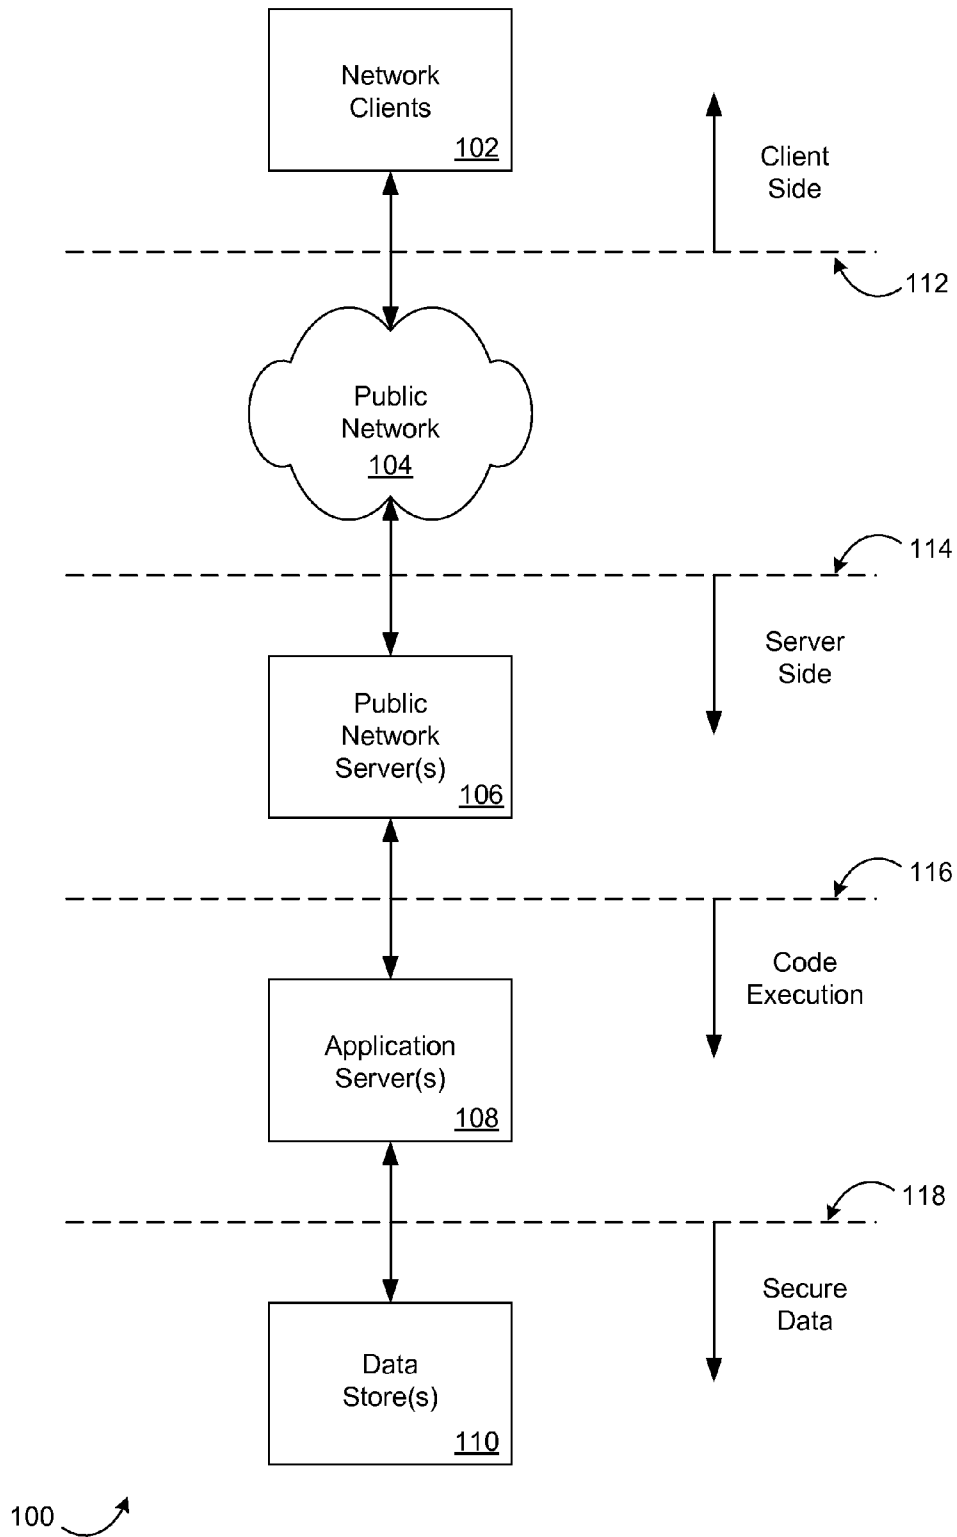 Network
Clients
102
Client
Side
112
Public
Network
104
114
Server
Side
Public
Network
Server(s)
106
116
Code
Execution
Application
Server(s)
108
118
Secure
Data
Data
Store(s)
110
100